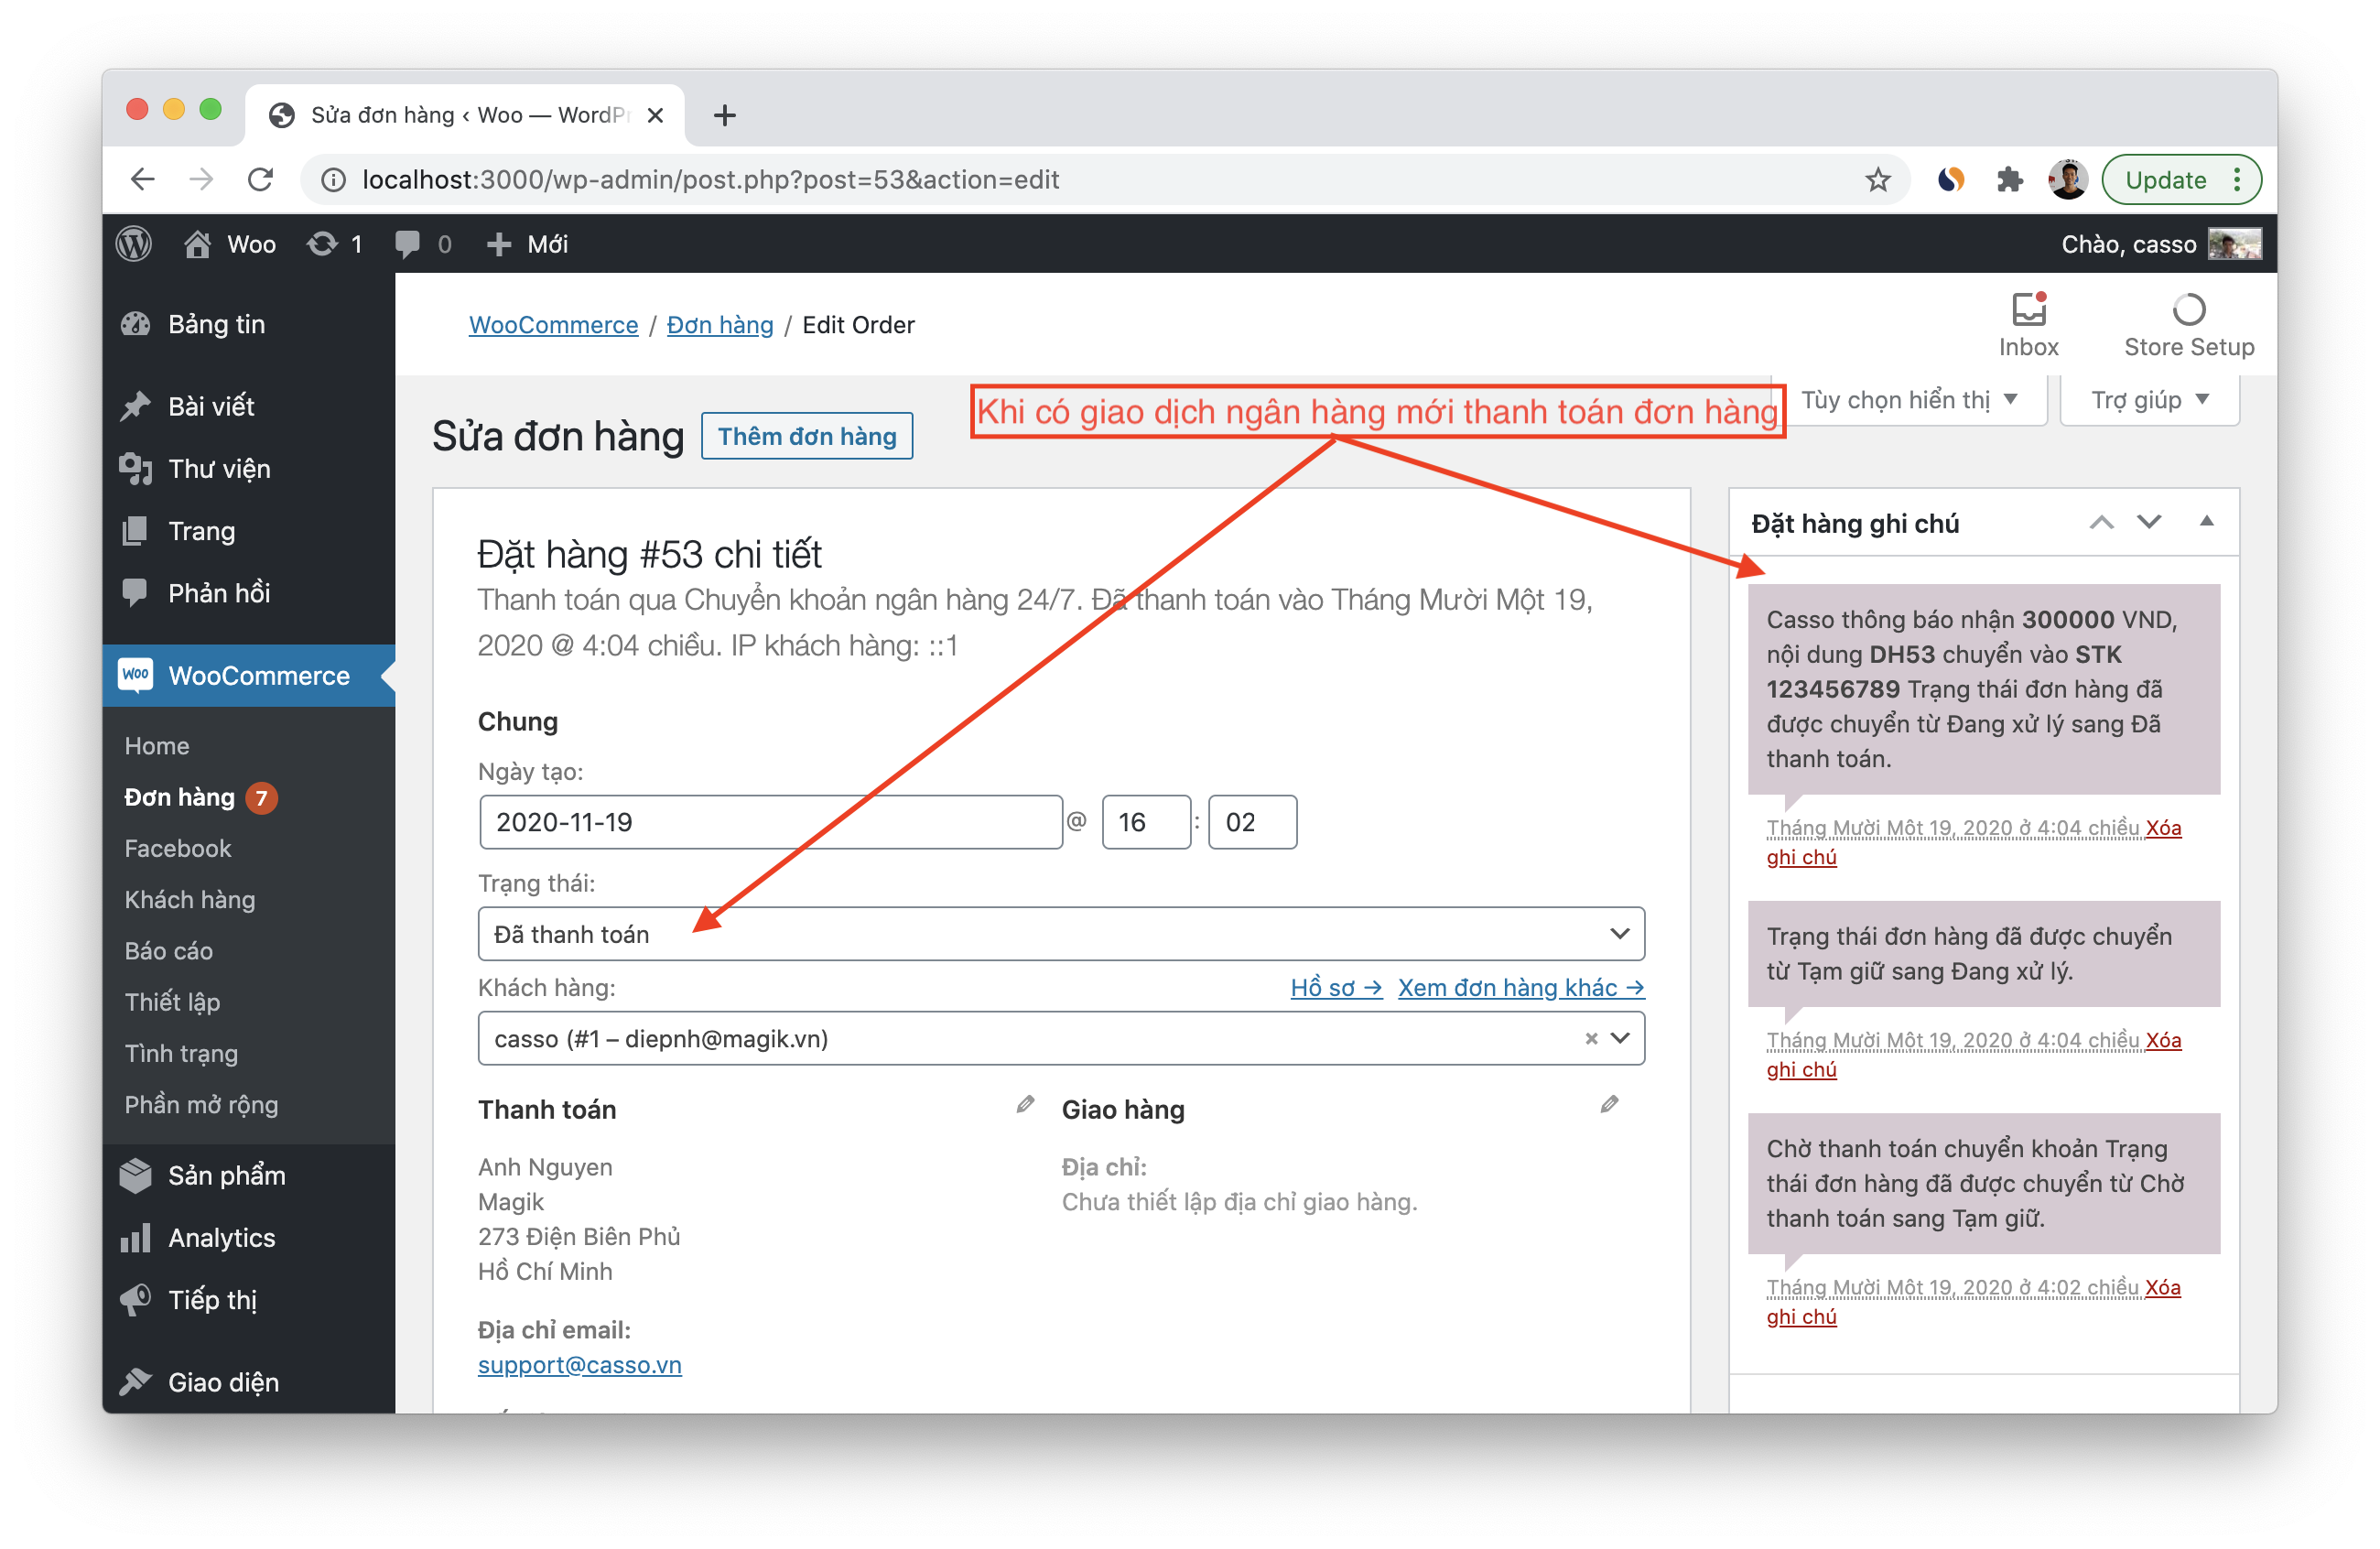 Sửa đơn hàng ‹ Woo — WordPr
localhost:3000/wp-admin/post.php?post=53&action=edit
Update
Woo 1 0 Mới
Chào, casso
Bảng tin
Bài viết
Thư viện
Trang
Phản hồi
WooCommerce
Home
Đơn hàng 7
Facebook
Khách hàng
Báo cáo
Thiết lập
Tình trạng
Phần mở rộng
Sản phẩm
Analytics
Tiếp thị
Giao diện
WooCommerce / Đơn hàng / Edit Order
Inbox
Store Setup
Khi có giao dịch ngân hàng mới thanh toán đơn hàng
Tùy chọn hiển thị ▼
Trợ giúp ▼
Sửa đơn hàng
Thêm đơn hàng
Đặt hàng #53 chi tiết
Thanh toán qua Chuyển khoản ngân hàng 24/7. Đã thanh toán vào Tháng Mười Một 19,
2020 @ 4:04 chiều. IP khách hàng: ::1
Chung
Ngày tạo:
2020-11-19 @ 16 : 02
Trạng thái:
Đã thanh toán
Khách hàng:
Hồ sơ → Xem đơn hàng khác →
casso (#1 – diepnh@magik.vn) ×
Thanh toán
Anh Nguyen
Magik
273 Điện Biên Phủ
Hồ Chí Minh
Địa chỉ email:
support@casso.vn
Giao hàng
Địa chỉ:
Chưa thiết lập địa chỉ giao hàng.
Đặt hàng ghi chú
Casso thông báo nhận 300000 VND,
nội dung DH53 chuyển vào STK
123456789 Trạng thái đơn hàng đã
được chuyển từ Đang xử lý sang Đã
thanh toán.
Tháng Mười Một 19, 2020 ở 4:04 chiều Xóa
ghi chú
Trạng thái đơn hàng đã được chuyển
từ Tạm giữ sang Đang xử lý.
Tháng Mười Một 19, 2020 ở 4:04 chiều Xóa
ghi chú
Chờ thanh toán chuyển khoản Trạng
thái đơn hàng đã được chuyển từ Chờ
thanh toán sang Tạm giữ.
Tháng Mười Một 19, 2020 ở 4:02 chiều Xóa
ghi chú